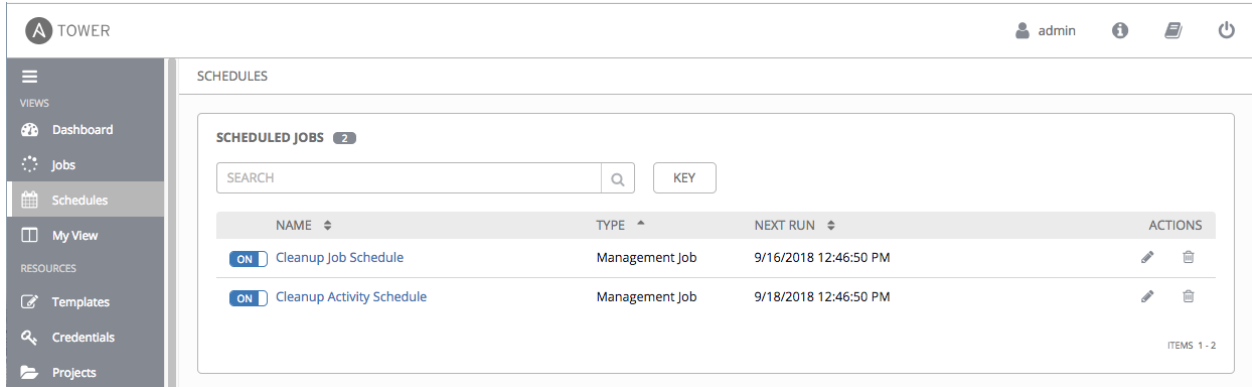 A TOWER admin
VIEWS
SCHEDULES
Dashboard
Jobs
Schedules
My View
RESOURCES
Templates
Credentials
Projects
SCHEDULED JOBS 2
SEARCH KEY
NAME TYPE NEXT RUN ACTIONS
ON Cleanup Job Schedule Management Job 9/16/2018 12:46:50 PM
ON Cleanup Activity Schedule Management Job 9/18/2018 12:46:50 PM
ITEMS 1 - 2